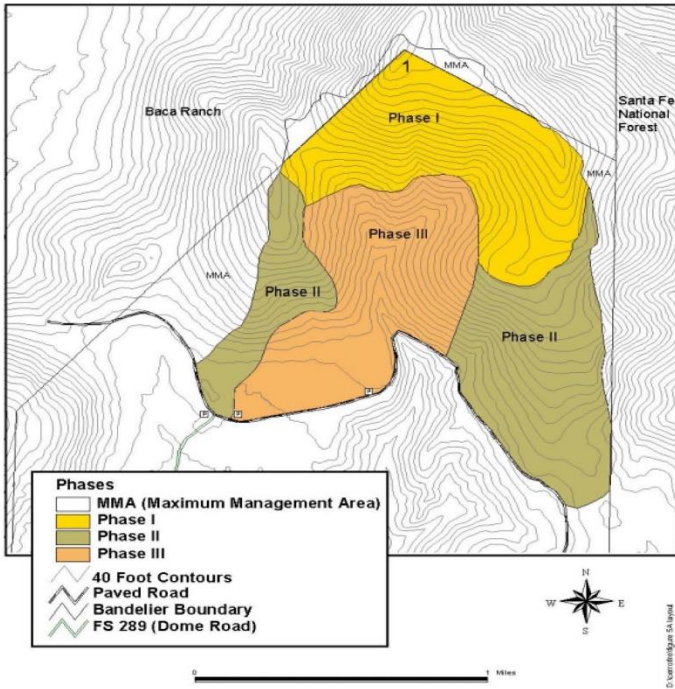 1
MMA
Baca Ranch
Phase I
Santa Fe
National
Forest
MMA
Phase III
MMA
Phase II
Phase II
P
P
P
Phases
MMA (Maximum Management Area)
Phase I
Phase II
Phase III
40 Foot Contours
Paved Road
Bandelier Boundary
FS 289 (Dome Road)
N
W
E
S
0
1 Miles